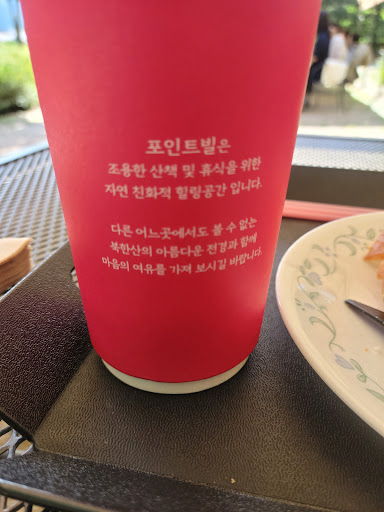 포인트빌은
조용한 산책 및 휴식을 위한
자연 친화적 힐링공간 입니다.
다른 어느곳에서도 볼 수 없는
북한산의 아름다운 전경과 함께
마음의 여유를 가져 보시길 바랍니다.